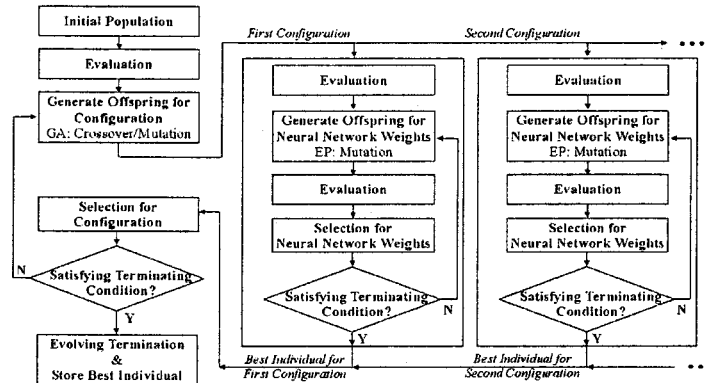 Initial Population
Evaluation
Generate Offspring for
Configuration
GA: Crossover/Mutation
Selection for
Configuration
Satisfying Terminating
Condition?
N
Y
Evolving Termination
&
Store Best Individual
First Configuration
Evaluation
Generate Offspring for
Neural Network Weights
EP: Mutation
Evaluation
Selection for
Neural Network Weights
Satisfying Terminating
Condition?
N
Y
Best Individual for
First Configuration
Second Configuration
Evaluation
Generate Offspring for
Neural Network Weights
EP: Mutation
Evaluation
Selection for
Neural Network Weights
Satisfying Terminating
Condition?
N
Y
Best Individual for
Second Configuration